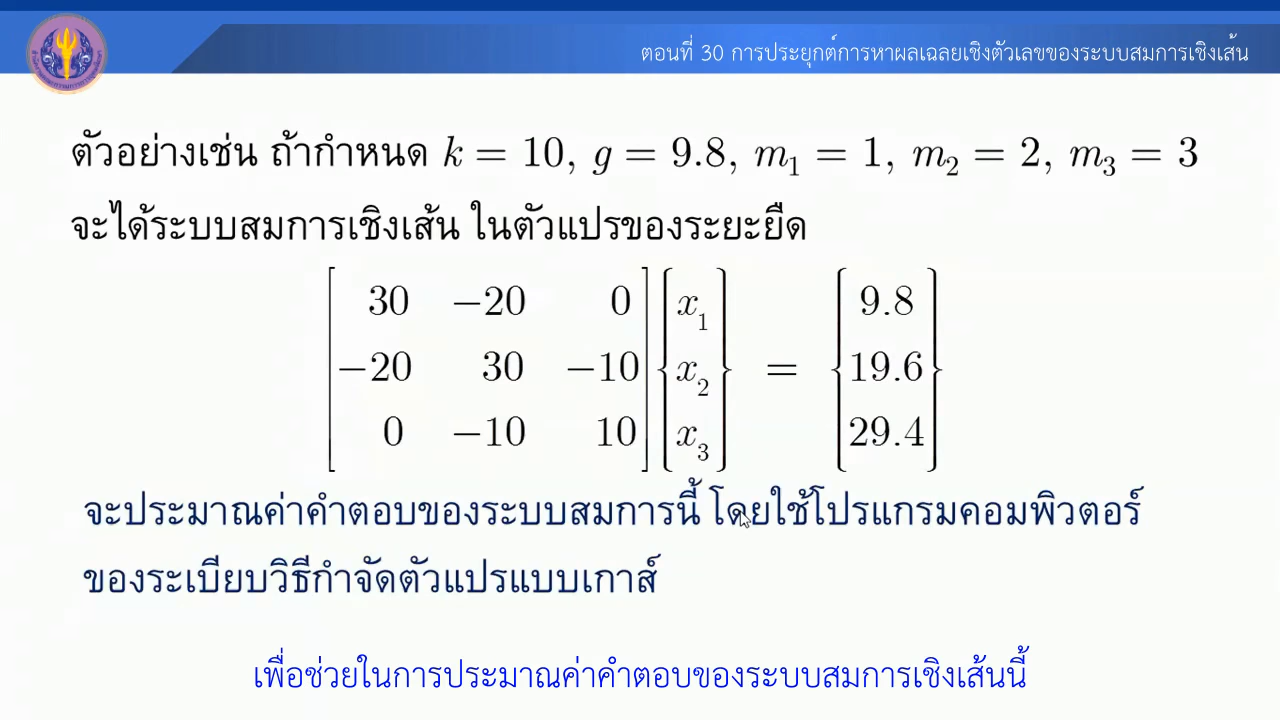 ตอนที่ 30 การประยุกต์การหาผลเฉลยเชิงตัวเลขของระบบสมการเชิงเส้น
ตัวอย่างเช่น ถ้ากำหนด k = 10, g = 9.8, m₁ = 1, m₂ = 2, m₃ = 3
จะได้ระบบสมการเชิงเส้น ในตัวแปรของระยะยืด
30 −20 0 x₁ 9.8
−20 30 −10 x₂ = 19.6
0 −10 10 x₃ 29.4
จะประมาณค่าคำตอบของระบบสมการนี้ โดยใช้โปรแกรมคอมพิวตอร์
ของระเบียบวิธีกำจัดตัวแปรแบบเกาส์
เพื่อช่วยในการประมาณค่าคำตอบของระบบสมการเชิงเส้นนี้